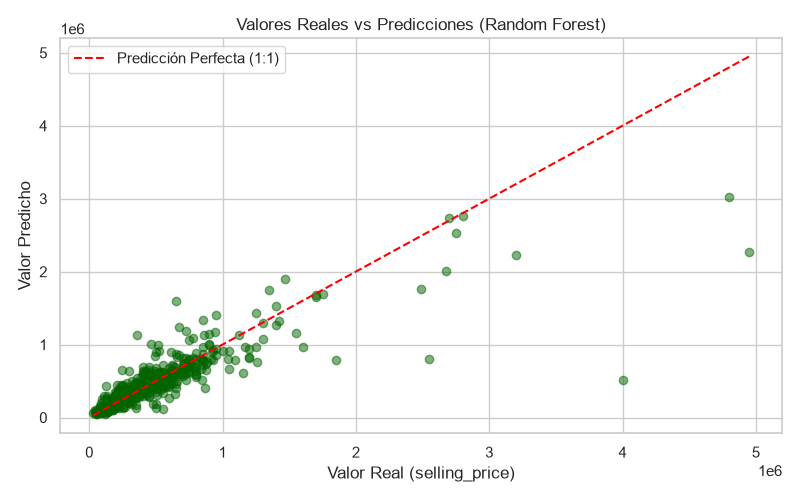 Valores Reales vs Predicciones (Random Forest)
1e6
Predicción Perfecta (1:1)
5
4
3
2
1
0
Valor Predicho
0 1 2 3 4 5
Valor Real (selling_price)
1e6